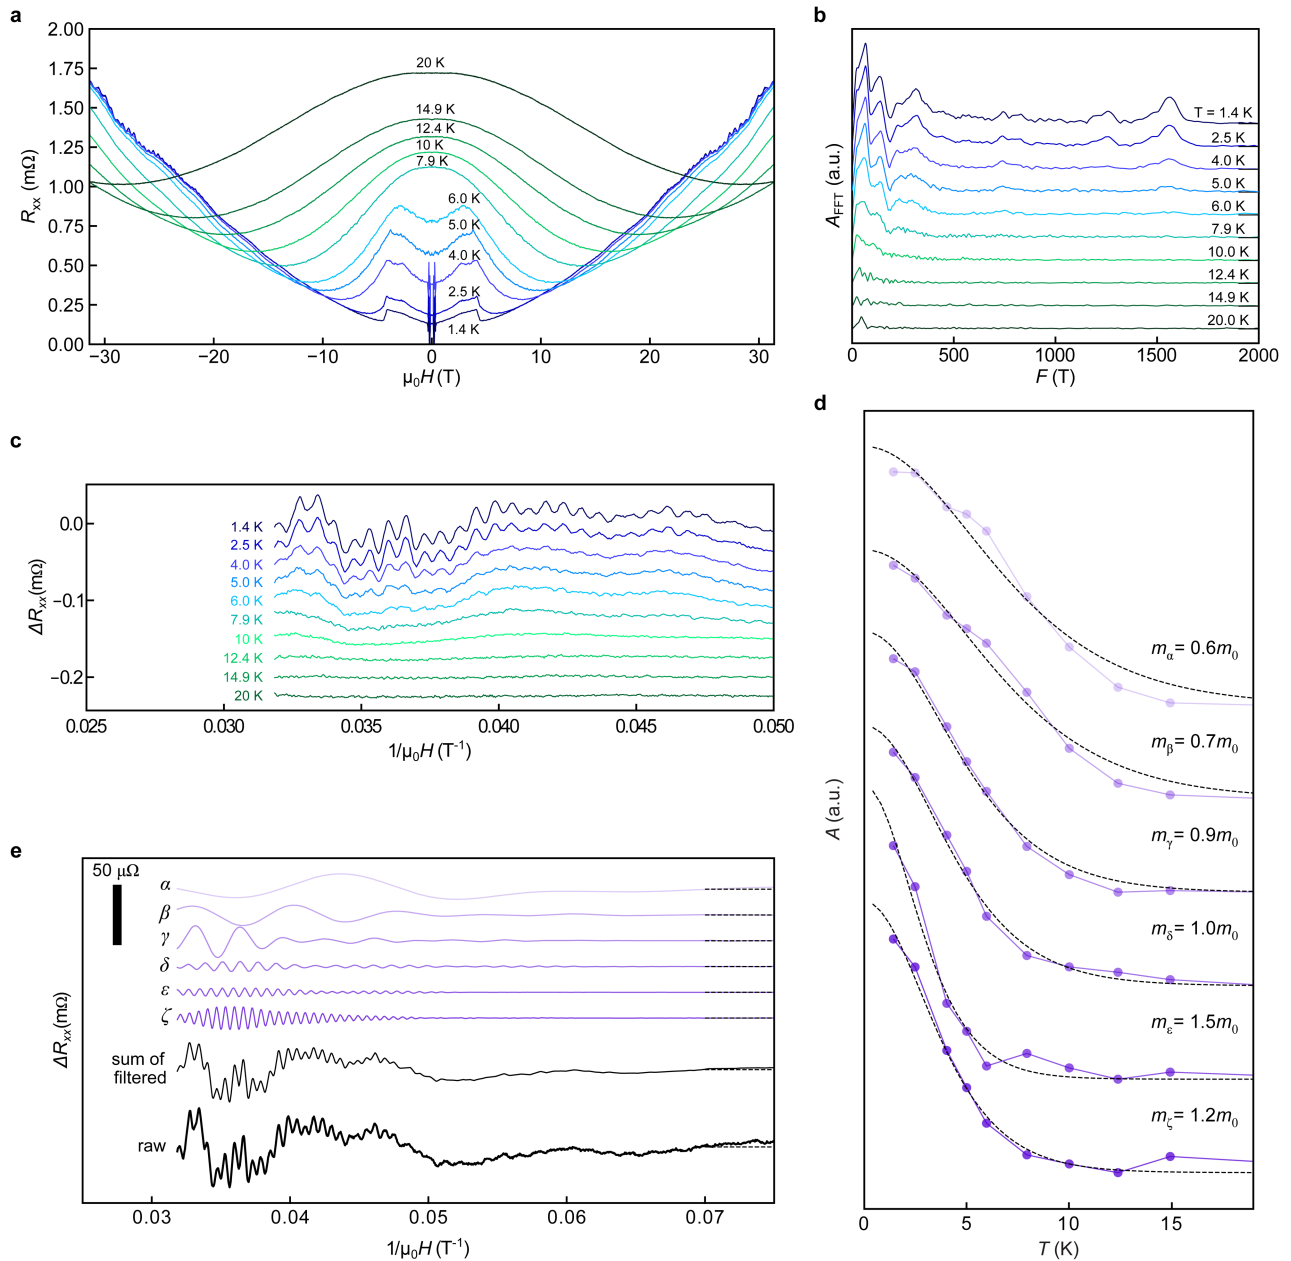 a
2.00
1.75
1.50
1.25
1.00
0.75
0.50
0.25
0.00
Rxx (mΩ)
20 K
14.9 K
12.4 K
10 K
7.9 K
6.0 K
5.0 K
4.0 K
2.5 K
1.4 K
−30 −20 −10 0 10 20 30
μ0H (T)
b
AFFT (a.u.)
T = 1.4 K
2.5 K
4.0 K
5.0 K
6.0 K
7.9 K
10.0 K
12.4 K
14.9 K
20.0 K
0 500 1000 1500 2000
F (T)
c
0.0
−0.1
−0.2
ΔRxx(mΩ)
1.4 K
2.5 K
4.0 K
5.0 K
6.0 K
7.9 K
10 K
12.4 K
14.9 K
20 K
0.025 0.030 0.035 0.040 0.045 0.050
1/μ0H (T-1)
d
A (a.u.)
mα= 0.6m0
mβ= 0.7m0
mγ= 0.9m0
mδ= 1.0m0
mε= 1.5m0
mζ= 1.2m0
0 5 10 15
T (K)
e
50 μΩ
α
β
γ
δ
ε
ζ
sum of
filtered
raw
ΔRxx(mΩ)
0.03 0.04 0.05 0.06 0.07
1/μ0H (T-1)